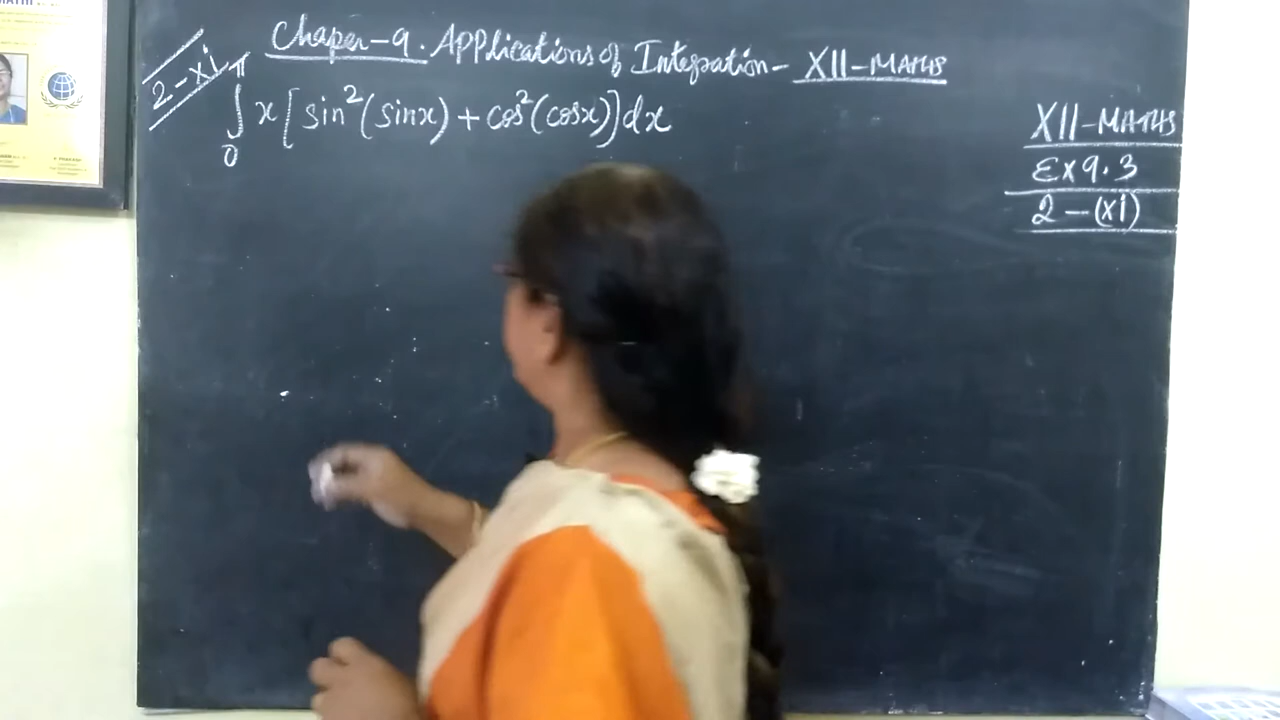 Chaper-9. Applications of Integration - XII-MATHS
2-xi
∫₀^π x[sin²(sinx) + cos²(cosx)]dx
XII-MATHS
Ex 9.3
2-(xi)